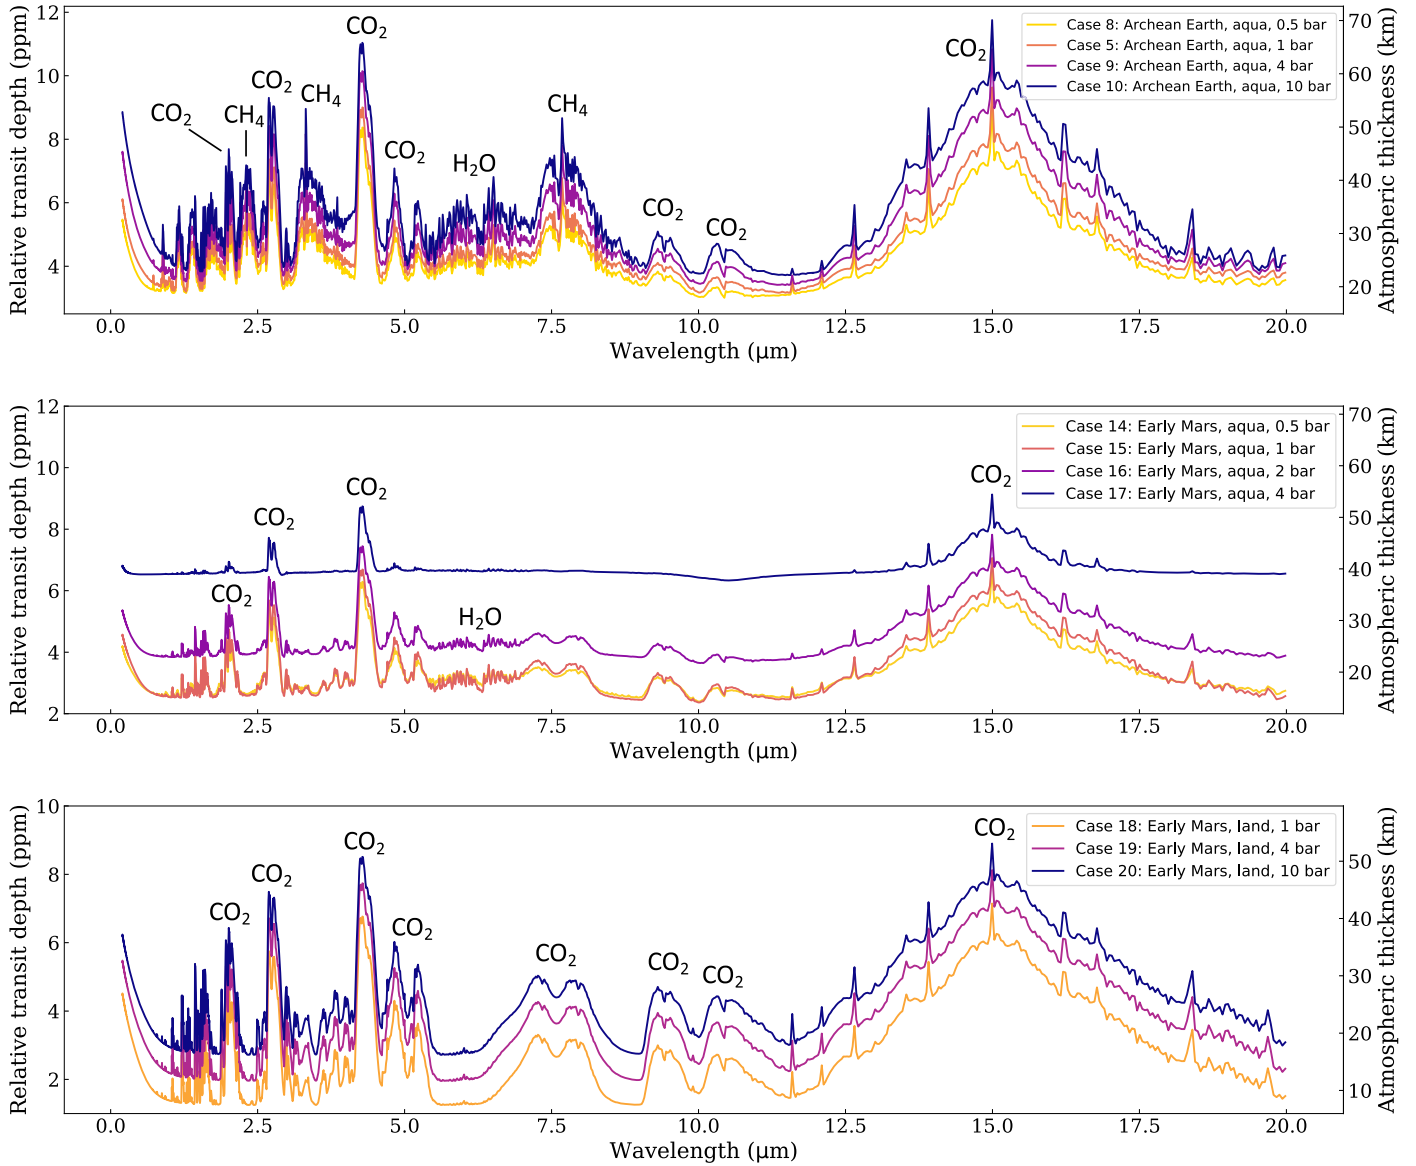 Relative transit depth (ppm)
12
10
8
6
4
CO2
CH4
CO2
CH4
CO2
CO2
H2O
CH4
CO2
CO2
CO2
Case 8: Archean Earth, aqua, 0.5 bar
Case 5: Archean Earth, aqua, 1 bar
Case 9: Archean Earth, aqua, 4 bar
Case 10: Archean Earth, aqua, 10 bar
70
60
50
40
30
20
Atmospheric thickness (km)
0.0 2.5 5.0 7.5 10.0 12.5 15.0 17.5 20.0
Wavelength (μm)
Relative transit depth (ppm)
12
10
8
6
4
2
CO2
CO2
CO2
H2O
CO2
Case 14: Early Mars, aqua, 0.5 bar
Case 15: Early Mars, aqua, 1 bar
Case 16: Early Mars, aqua, 2 bar
Case 17: Early Mars, aqua, 4 bar
70
60
50
40
30
20
Atmospheric thickness (km)
0.0 2.5 5.0 7.5 10.0 12.5 15.0 17.5 20.0
Wavelength (μm)
Relative transit depth (ppm)
10
8
6
4
2
CO2
CO2
CO2
CO2
CO2
CO2
CO2
CO2
Case 18: Early Mars, land, 1 bar
Case 19: Early Mars, land, 4 bar
Case 20: Early Mars, land, 10 bar
50
40
30
20
10
Atmospheric thickness (km)
0.0 2.5 5.0 7.5 10.0 12.5 15.0 17.5 20.0
Wavelength (μm)